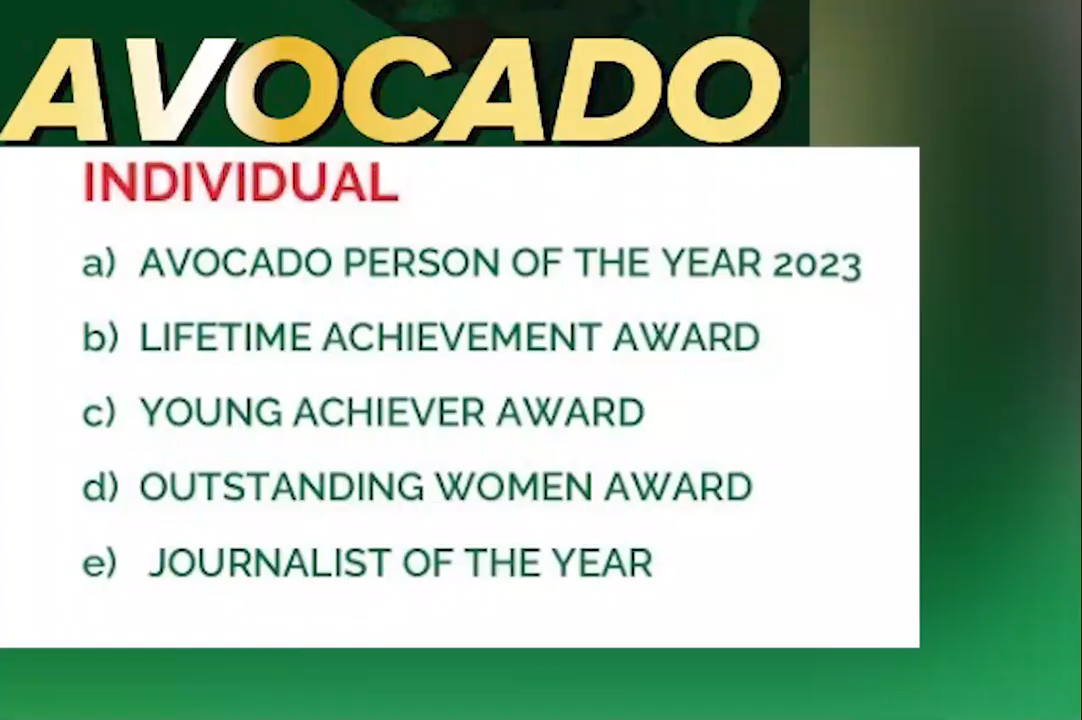 AVOCADO
INDIVIDUAL
a) AVOCADO PERSON OF THE YEAR 2023
b) LIFETIME ACHIEVEMENT AWARD
c) YOUNG ACHIEVER AWARD
d) OUTSTANDING WOMEN AWARD
e) JOURNALIST OF THE YEAR